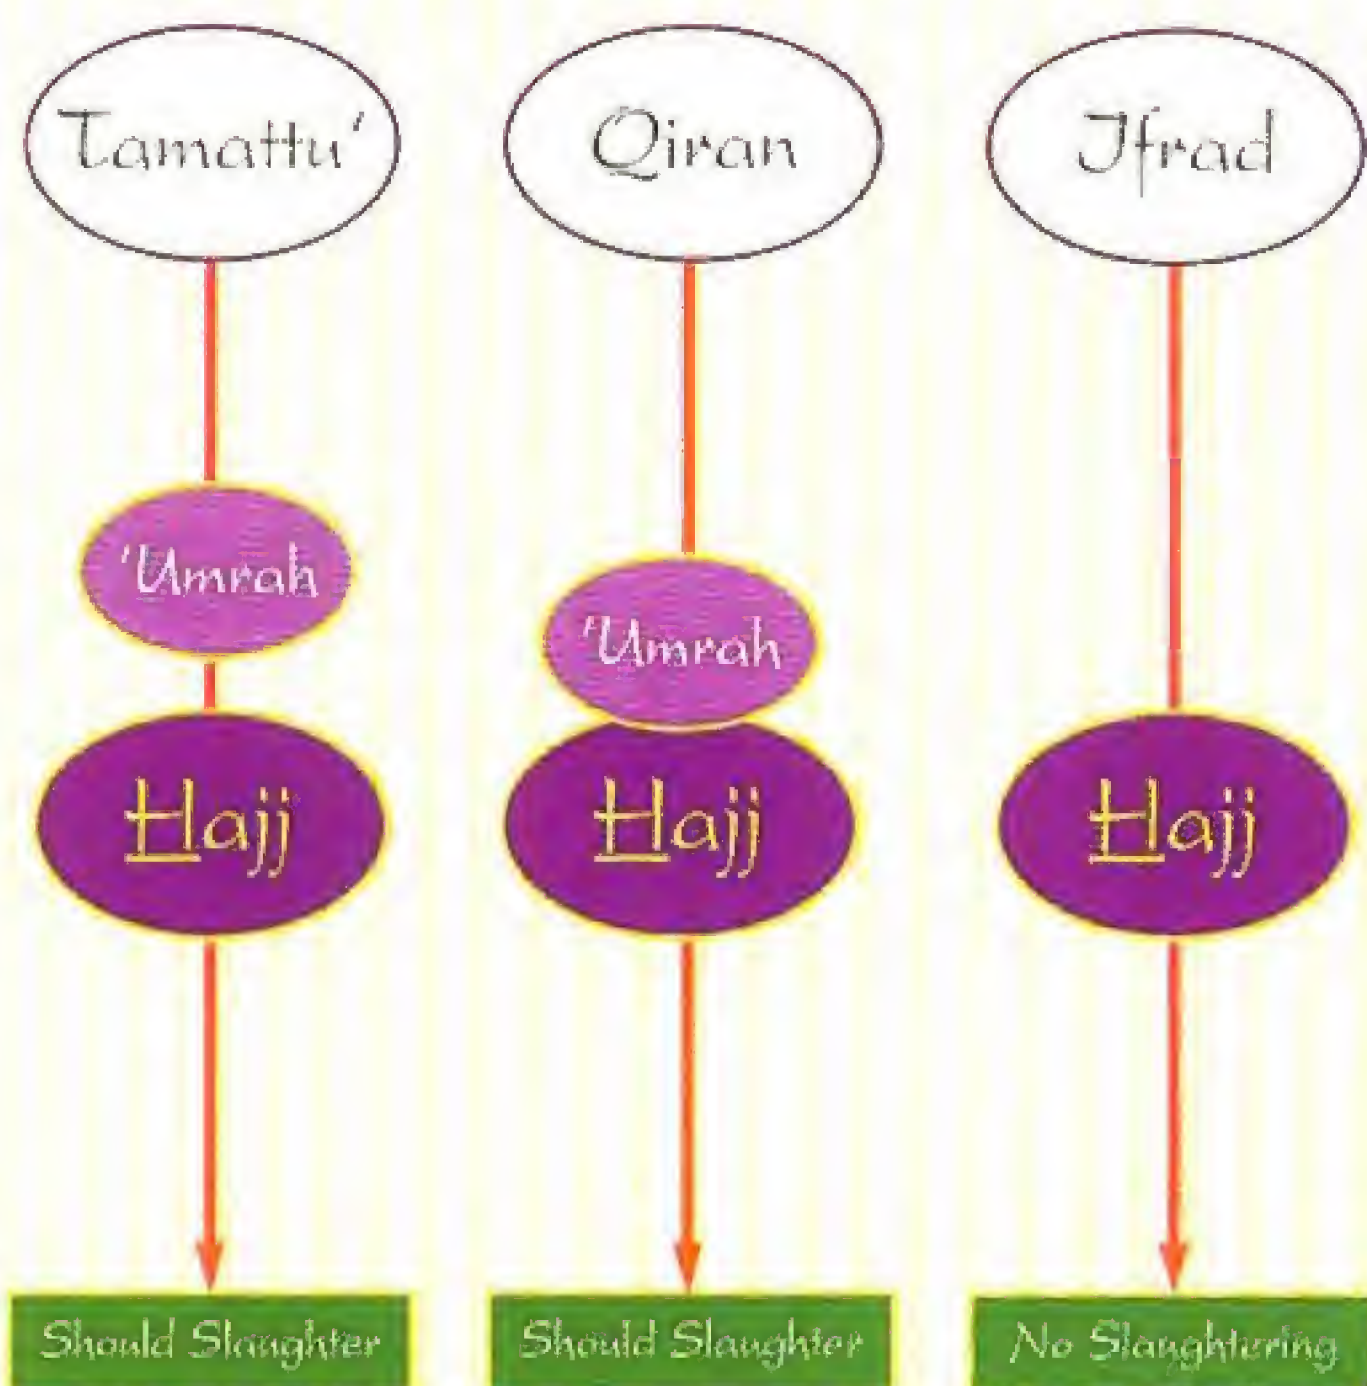 Tamattu'
Qiran
Ifrad
'Umrah
'Umrah
Hajj
Hajj
Hajj
Should Slaughter
Should Slaughter
No Slaughtering